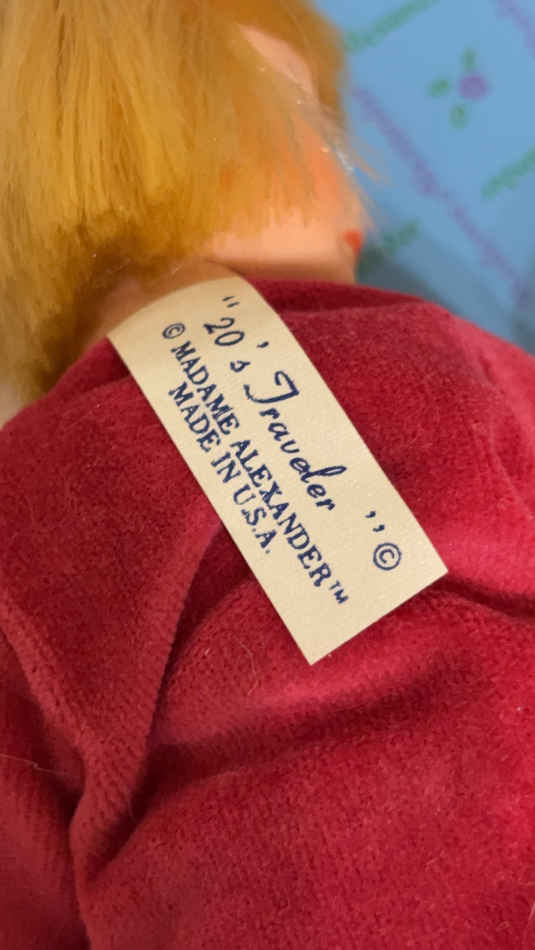 "20's Traveler"©
© MADAME ALEXANDER™
MADE IN U.S.A.